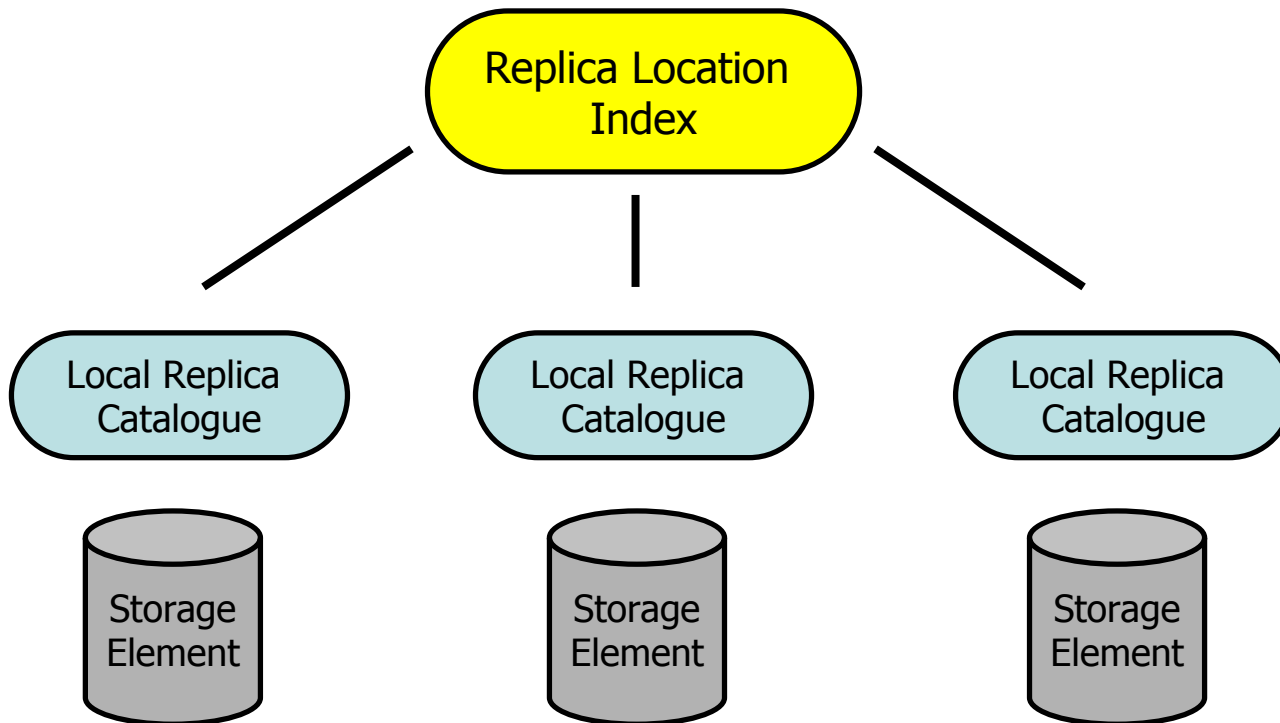 Replica Location
Index
Local Replica
Catalogue
Local Replica
Catalogue
Local Replica
Catalogue
Storage
Element
Storage
Element
Storage
Element